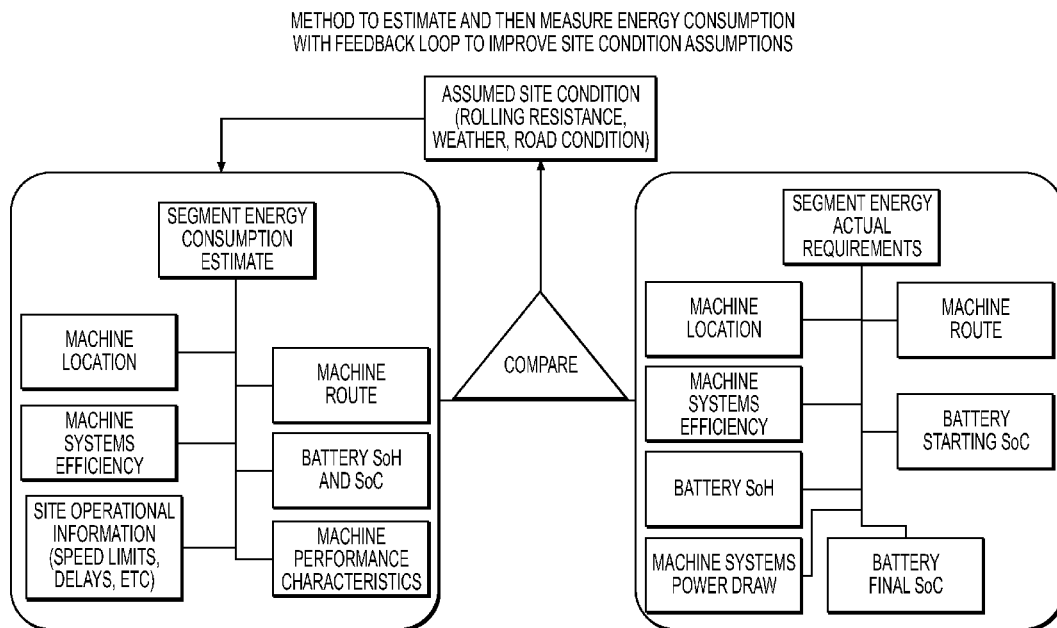 METHOD TO ESTIMATE AND THEN MEASURE ENERGY CONSUMPTION
WITH FEEDBACK LOOP TO IMPROVE SITE CONDITION ASSUMPTIONS
ASSUMED SITE CONDITION
(ROLLING RESISTANCE,
WEATHER, ROAD CONDITION)
SEGMENT ENERGY
CONSUMPTION
ESTIMATE
MACHINE
LOCATION
MACHINE
ROUTE
MACHINE
SYSTEMS
EFFICIENCY
BATTERY SoH
AND SoC
SITE OPERATIONAL
INFORMATION
(SPEED LIMITS,
DELAYS, ETC)
MACHINE
PERFORMANCE
CHARACTERISTICS
COMPARE
SEGMENT ENERGY
ACTUAL
REQUIREMENTS
MACHINE
LOCATION
MACHINE
ROUTE
MACHINE
SYSTEMS
EFFICIENCY
BATTERY
STARTING SoC
BATTERY SoH
MACHINE SYSTEMS
POWER DRAW
BATTERY
FINAL SoC